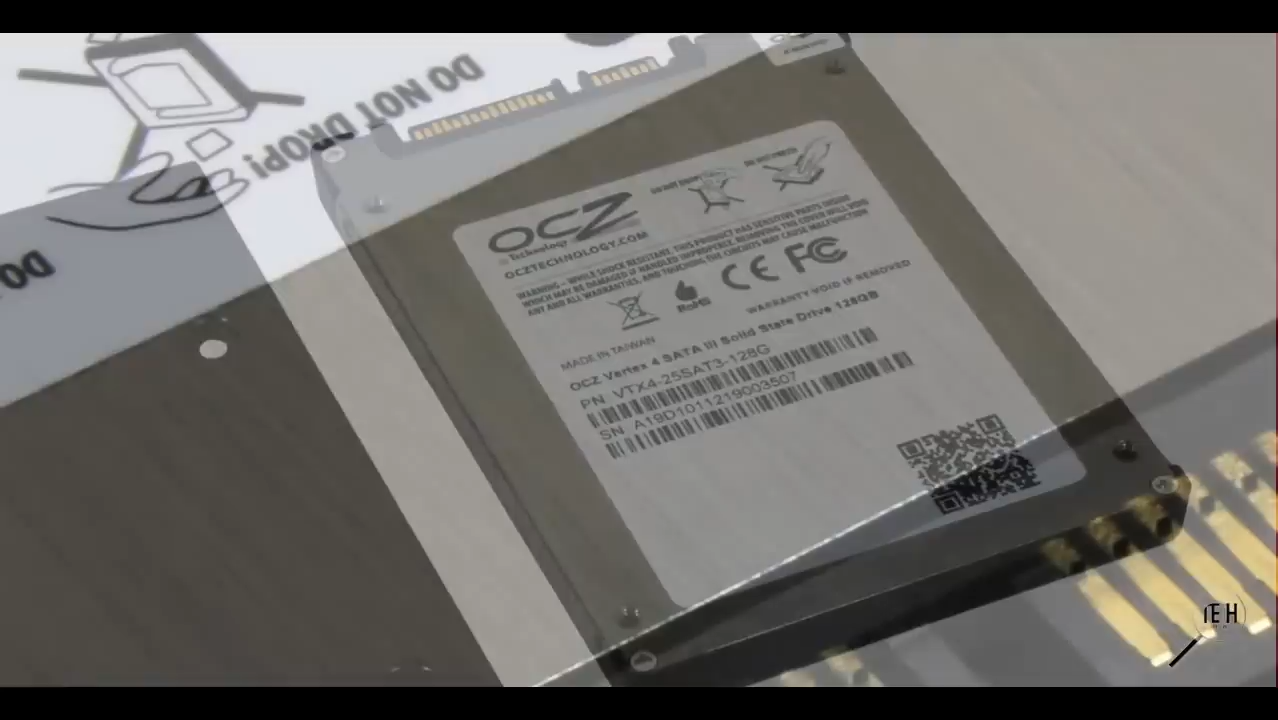 DO NOT DROP!
DO
OCZ
Technology
OCZTECHNOLOGY.COM
WARNING - WHILE SHOCK RESISTANT, THIS PRODUCT HAS SENSITIVE PARTS INSIDE
WHICH MAY BE DAMAGED IF HANDLED IMPROPERLY. REMOVING THE COVER WILL VOID
ANY AND ALL WARRANTIES, AND TOUCHING THE CIRCUITS MAY CAUSE MALFUNCTION
RoHS
CE FC
WARRANTY VOID IF REMOVED
MADE IN TAIWAN
OCZ Vertex 4 SATA III Solid State Drive 128GB
PN VTX4-25SAT3-128G
SN A19D1011219003507
IEH